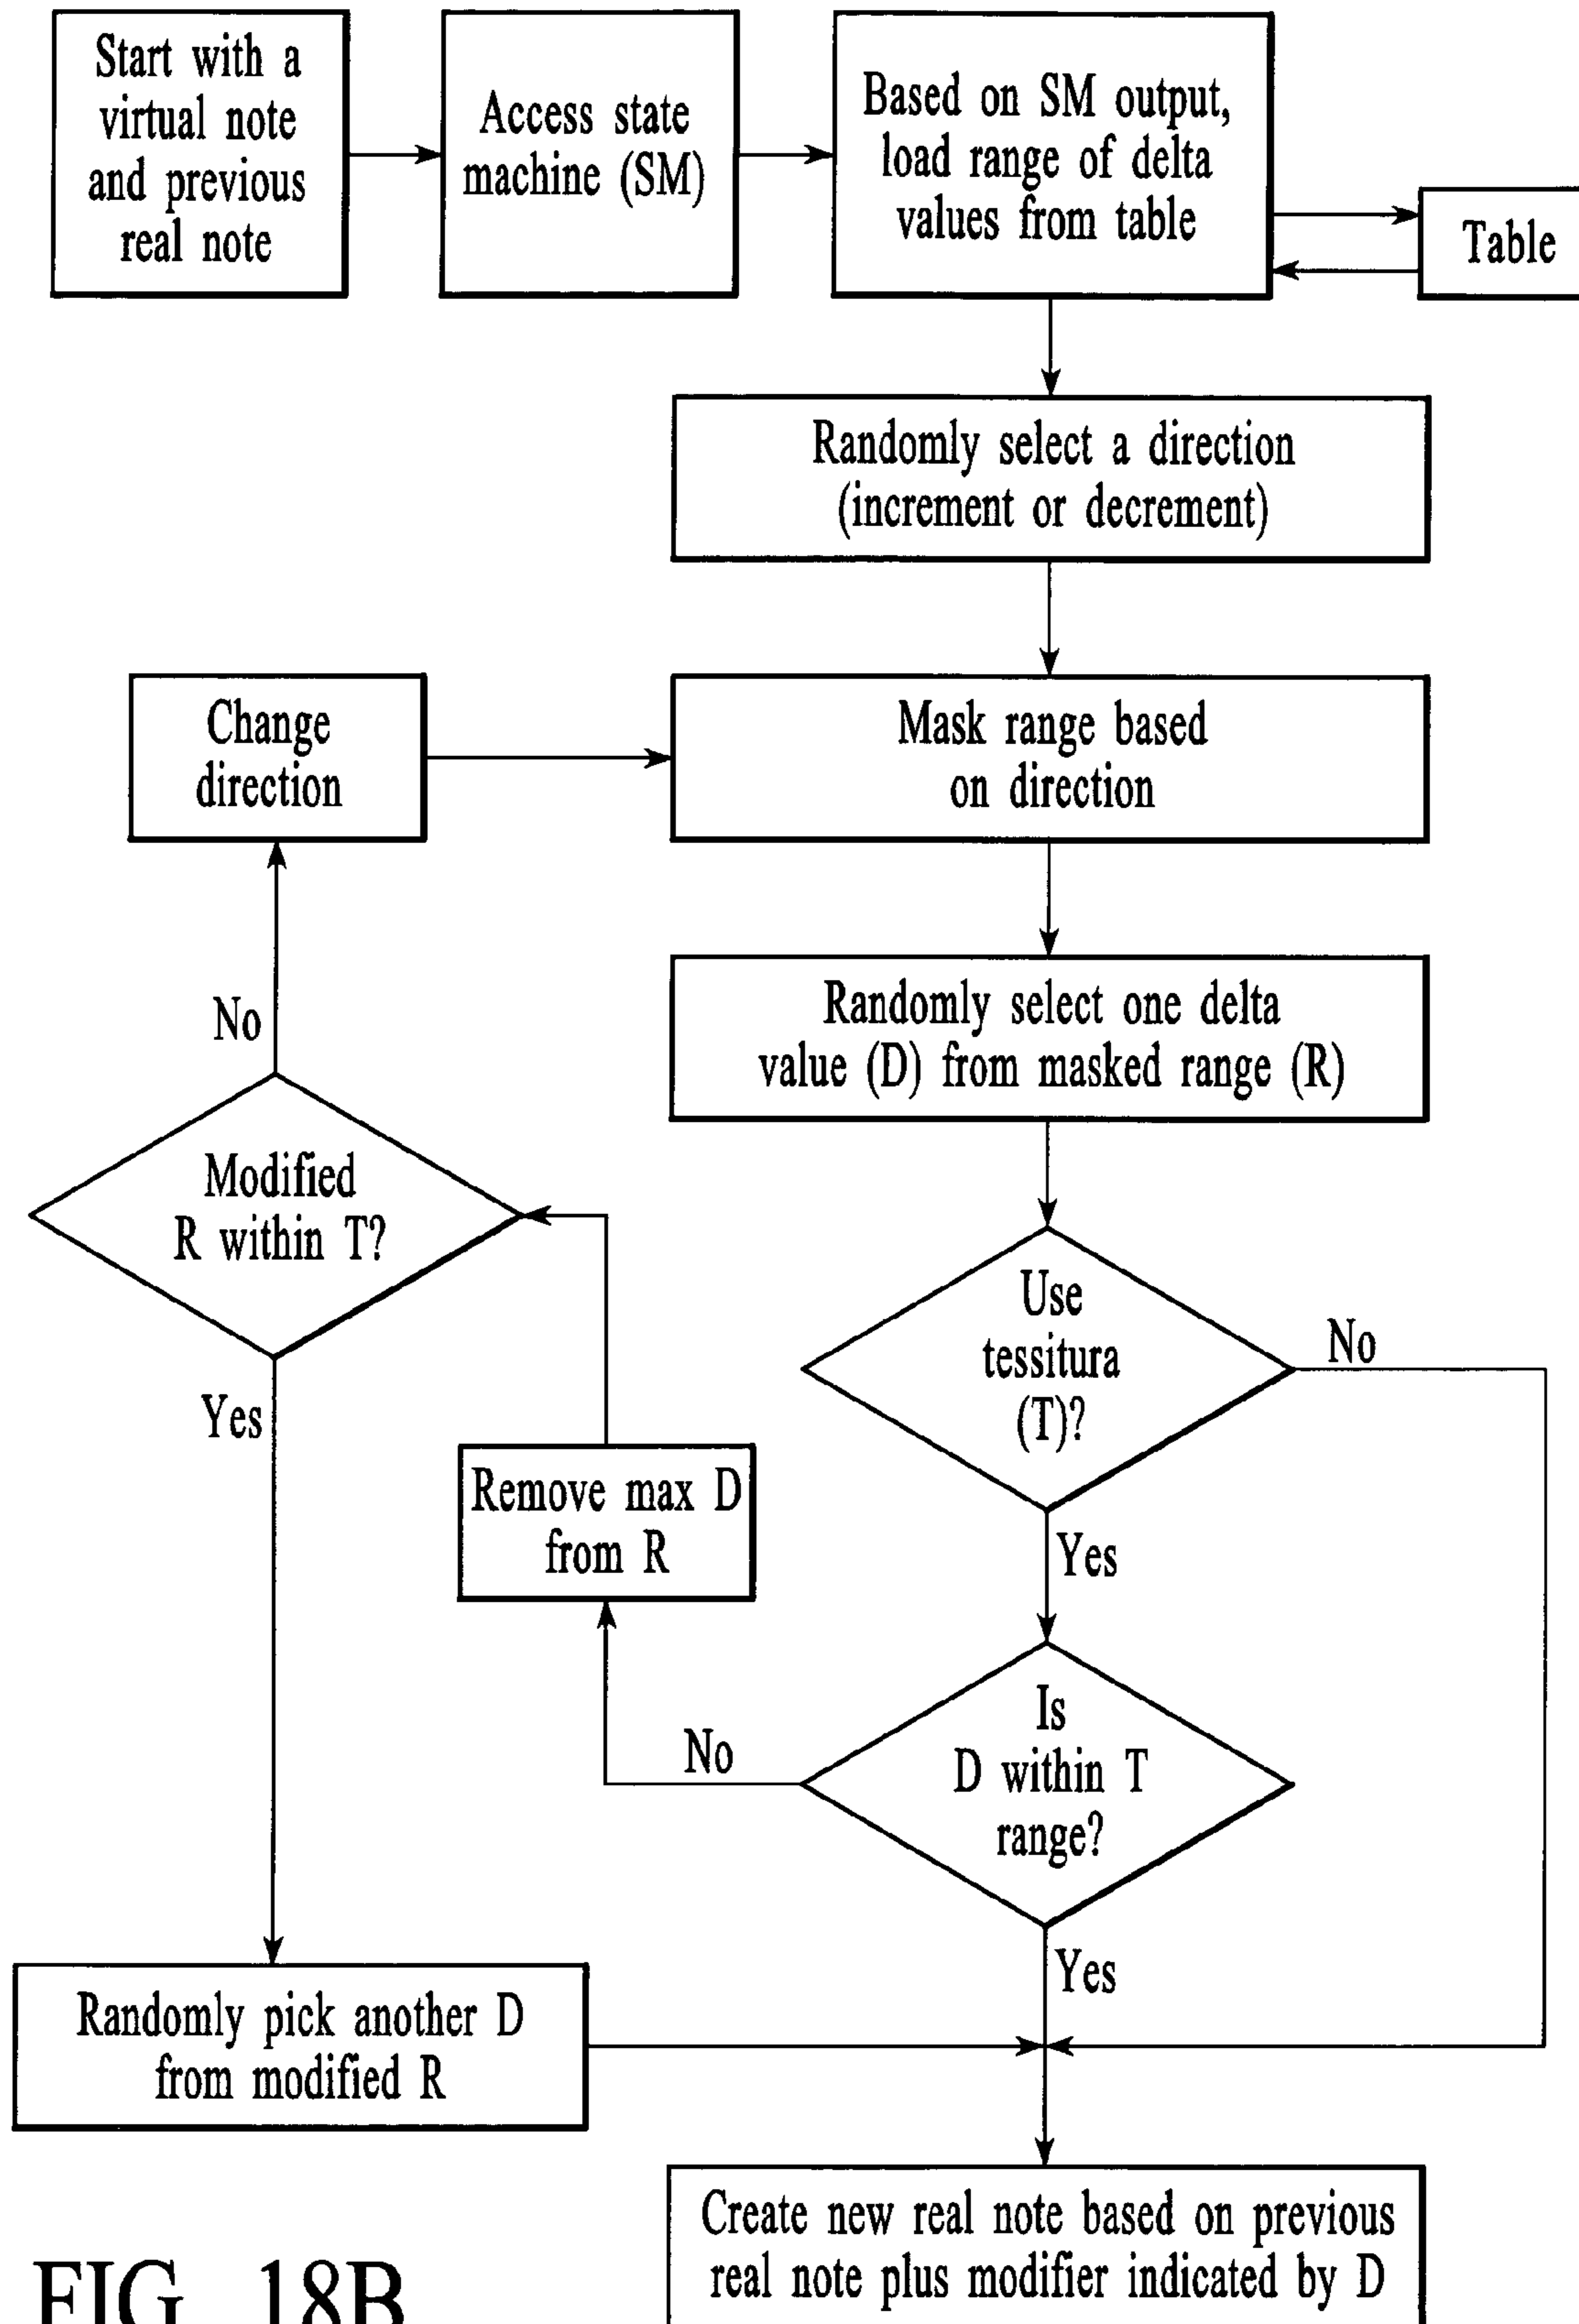 Start with a
virtual note
and previous
real note
Access state
machine (SM)
Based on SM output,
load range of delta
values from table
Table
Randomly select a direction
(increment or decrement)
Change
direction
Mask range based
on direction
Randomly select one delta
value (D) from masked range (R)
No
Modified
R within T?
Yes
Use
tessitura
(T)?
No
Yes
Remove max D
from R
Is
D within T
range?
No
Yes
Randomly pick another D
from modified R
Create new real note based on previous
real note plus modifier indicated by D
FIG. 18B